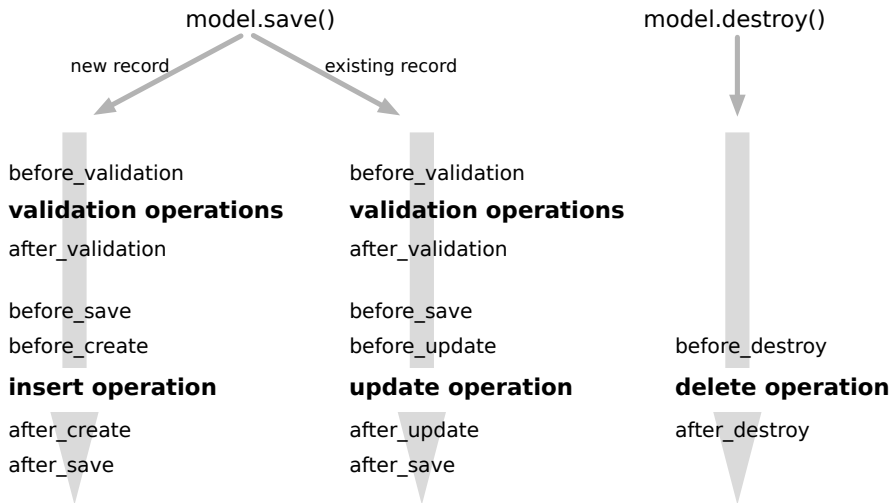 model.save()
model.destroy()
new record
existing record
before_validation
validation operations
after_validation
before_save
before_create
insert operation
after_create
after_save
before_validation
validation operations
after_validation
before_save
before_update
update operation
after_update
after_save
before_destroy
delete operation
after_destroy